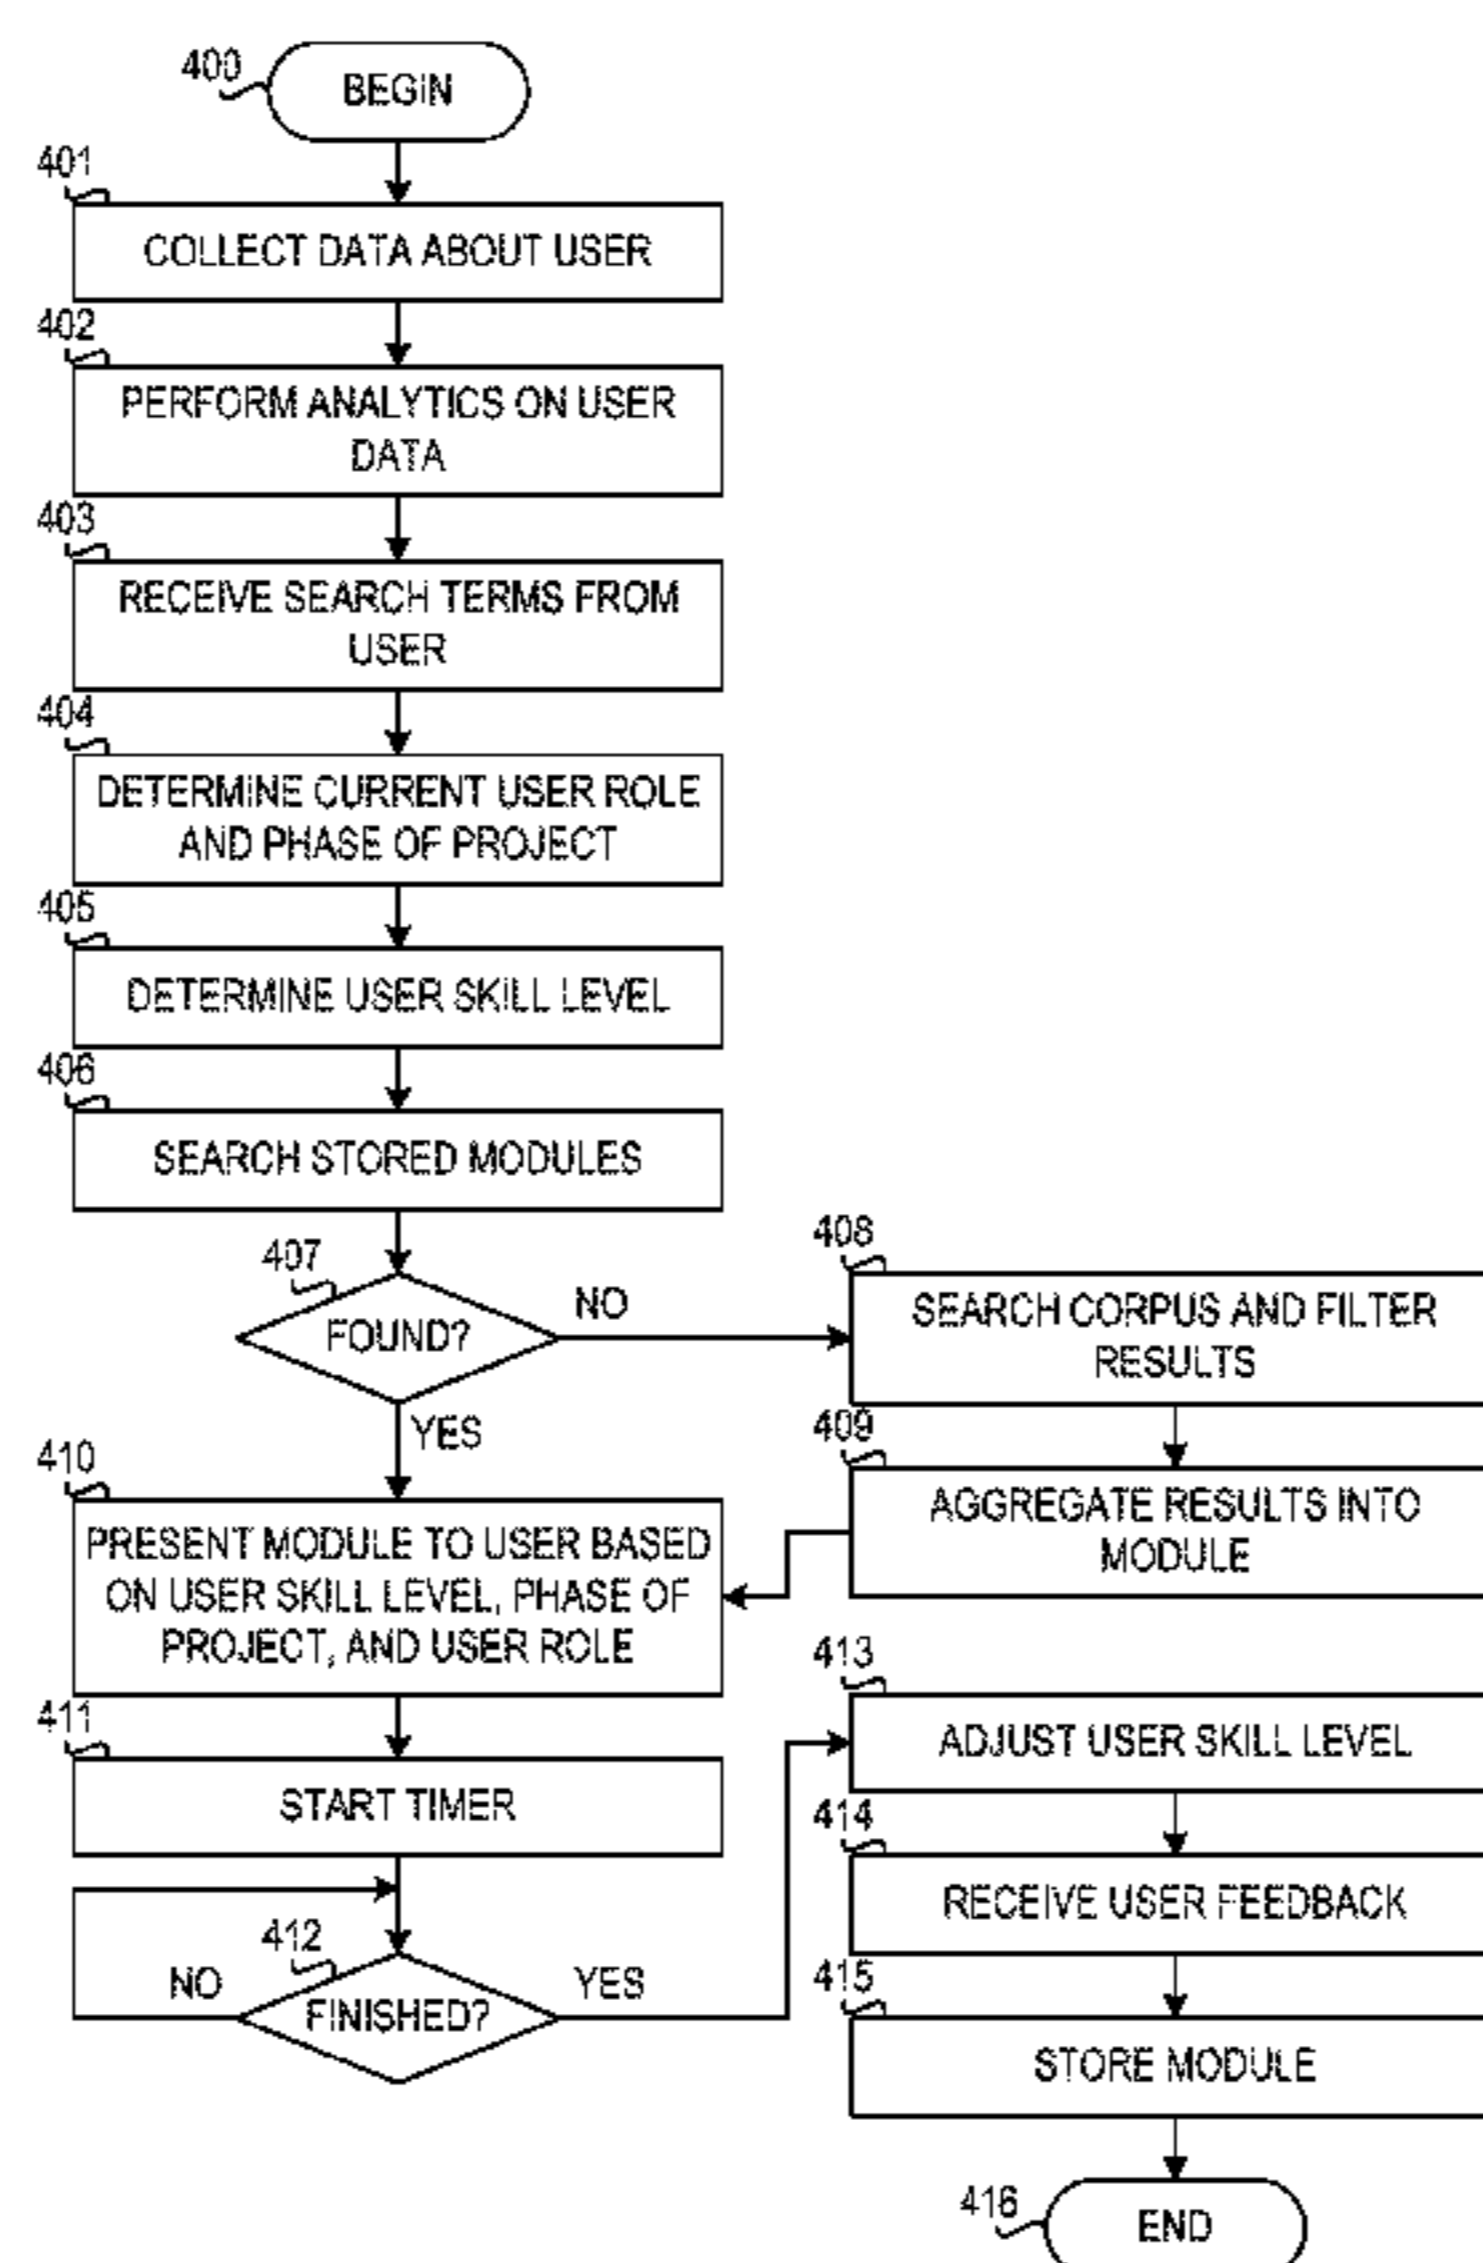 400
BEGIN
401
COLLECT DATA ABOUT USER
402
PERFORM ANALYTICS ON USER
DATA
403
RECEIVE SEARCH TERMS FROM
USER
404
DETERMINE CURRENT USER ROLE
AND PHASE OF PROJECT
405
DETERMINE USER SKILL LEVEL
406
SEARCH STORED MODULES
407
FOUND?
NO
YES
408
SEARCH CORPUS AND FILTER
RESULTS
409
AGGREGATE RESULTS INTO
MODULE
410
PRESENT MODULE TO USER BASED
ON USER SKILL LEVEL, PHASE OF
PROJECT, AND USER ROLE
411
START TIMER
412
FINISHED?
NO
YES
413
ADJUST USER SKILL LEVEL
414
RECEIVE USER FEEDBACK
415
STORE MODULE
416
END